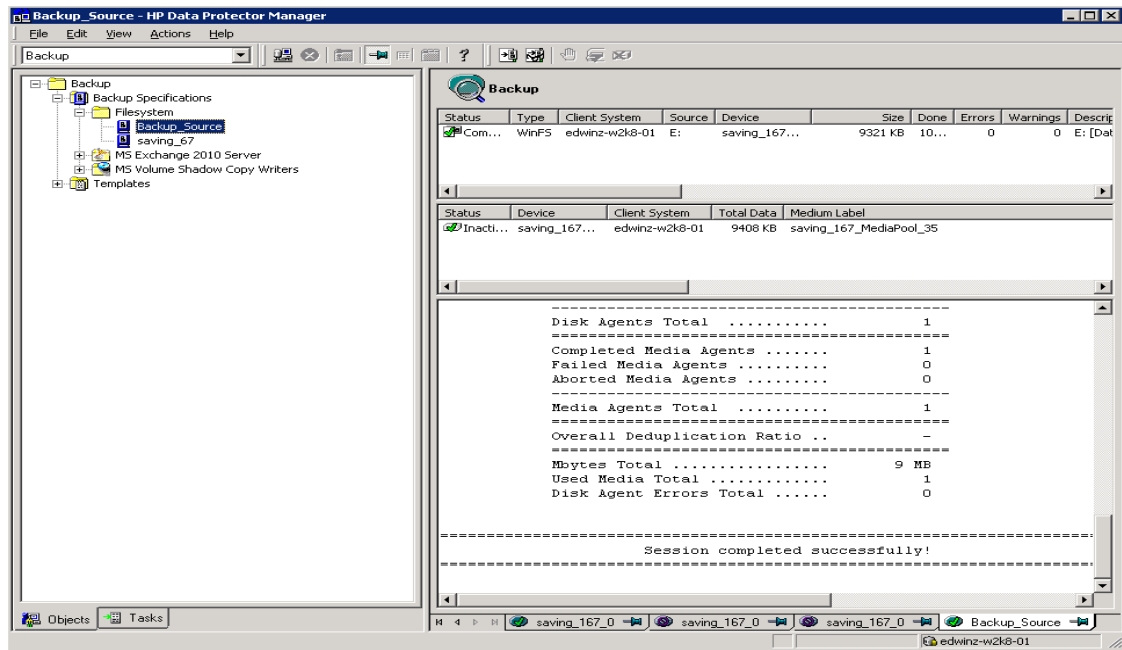 Backup_Source - HP Data Protector Manager
File Edit View Actions Help
Backup
Backup
Backup Specifications
Filesystem
Backup_Source
saving_67
MS Exchange 2010 Server
MS Volume Shadow Copy Writers
Templates
Objects Tasks
Backup
Status Type Client System Source Device Size Done Errors Warnings Descrip
Com... WinFS edwinz-w2k8-01 E: saving_167... 9321 KB 10... 0 0 E: [Dat
Status Device Client System Total Data Medium Label
Inacti... saving_167... edwinz-w2k8-01 9408 KB saving_167_MediaPool_35
--------------------------------------------
Disk Agents Total ........... 1
============================================
Completed Media Agents ....... 1
Failed Media Agents .......... 0
Aborted Media Agents ......... 0
--------------------------------------------
Media Agents Total .......... 1
============================================
Overall Deduplication Ratio .. -
============================================
Mbytes Total ................. 9 MB
Used Media Total ............. 1
Disk Agent Errors Total ...... 0
============================================
Session completed successfully!
============================================
saving_167_0 saving_167_0 saving_167_0 Backup_Source
edwinz-w2k8-01